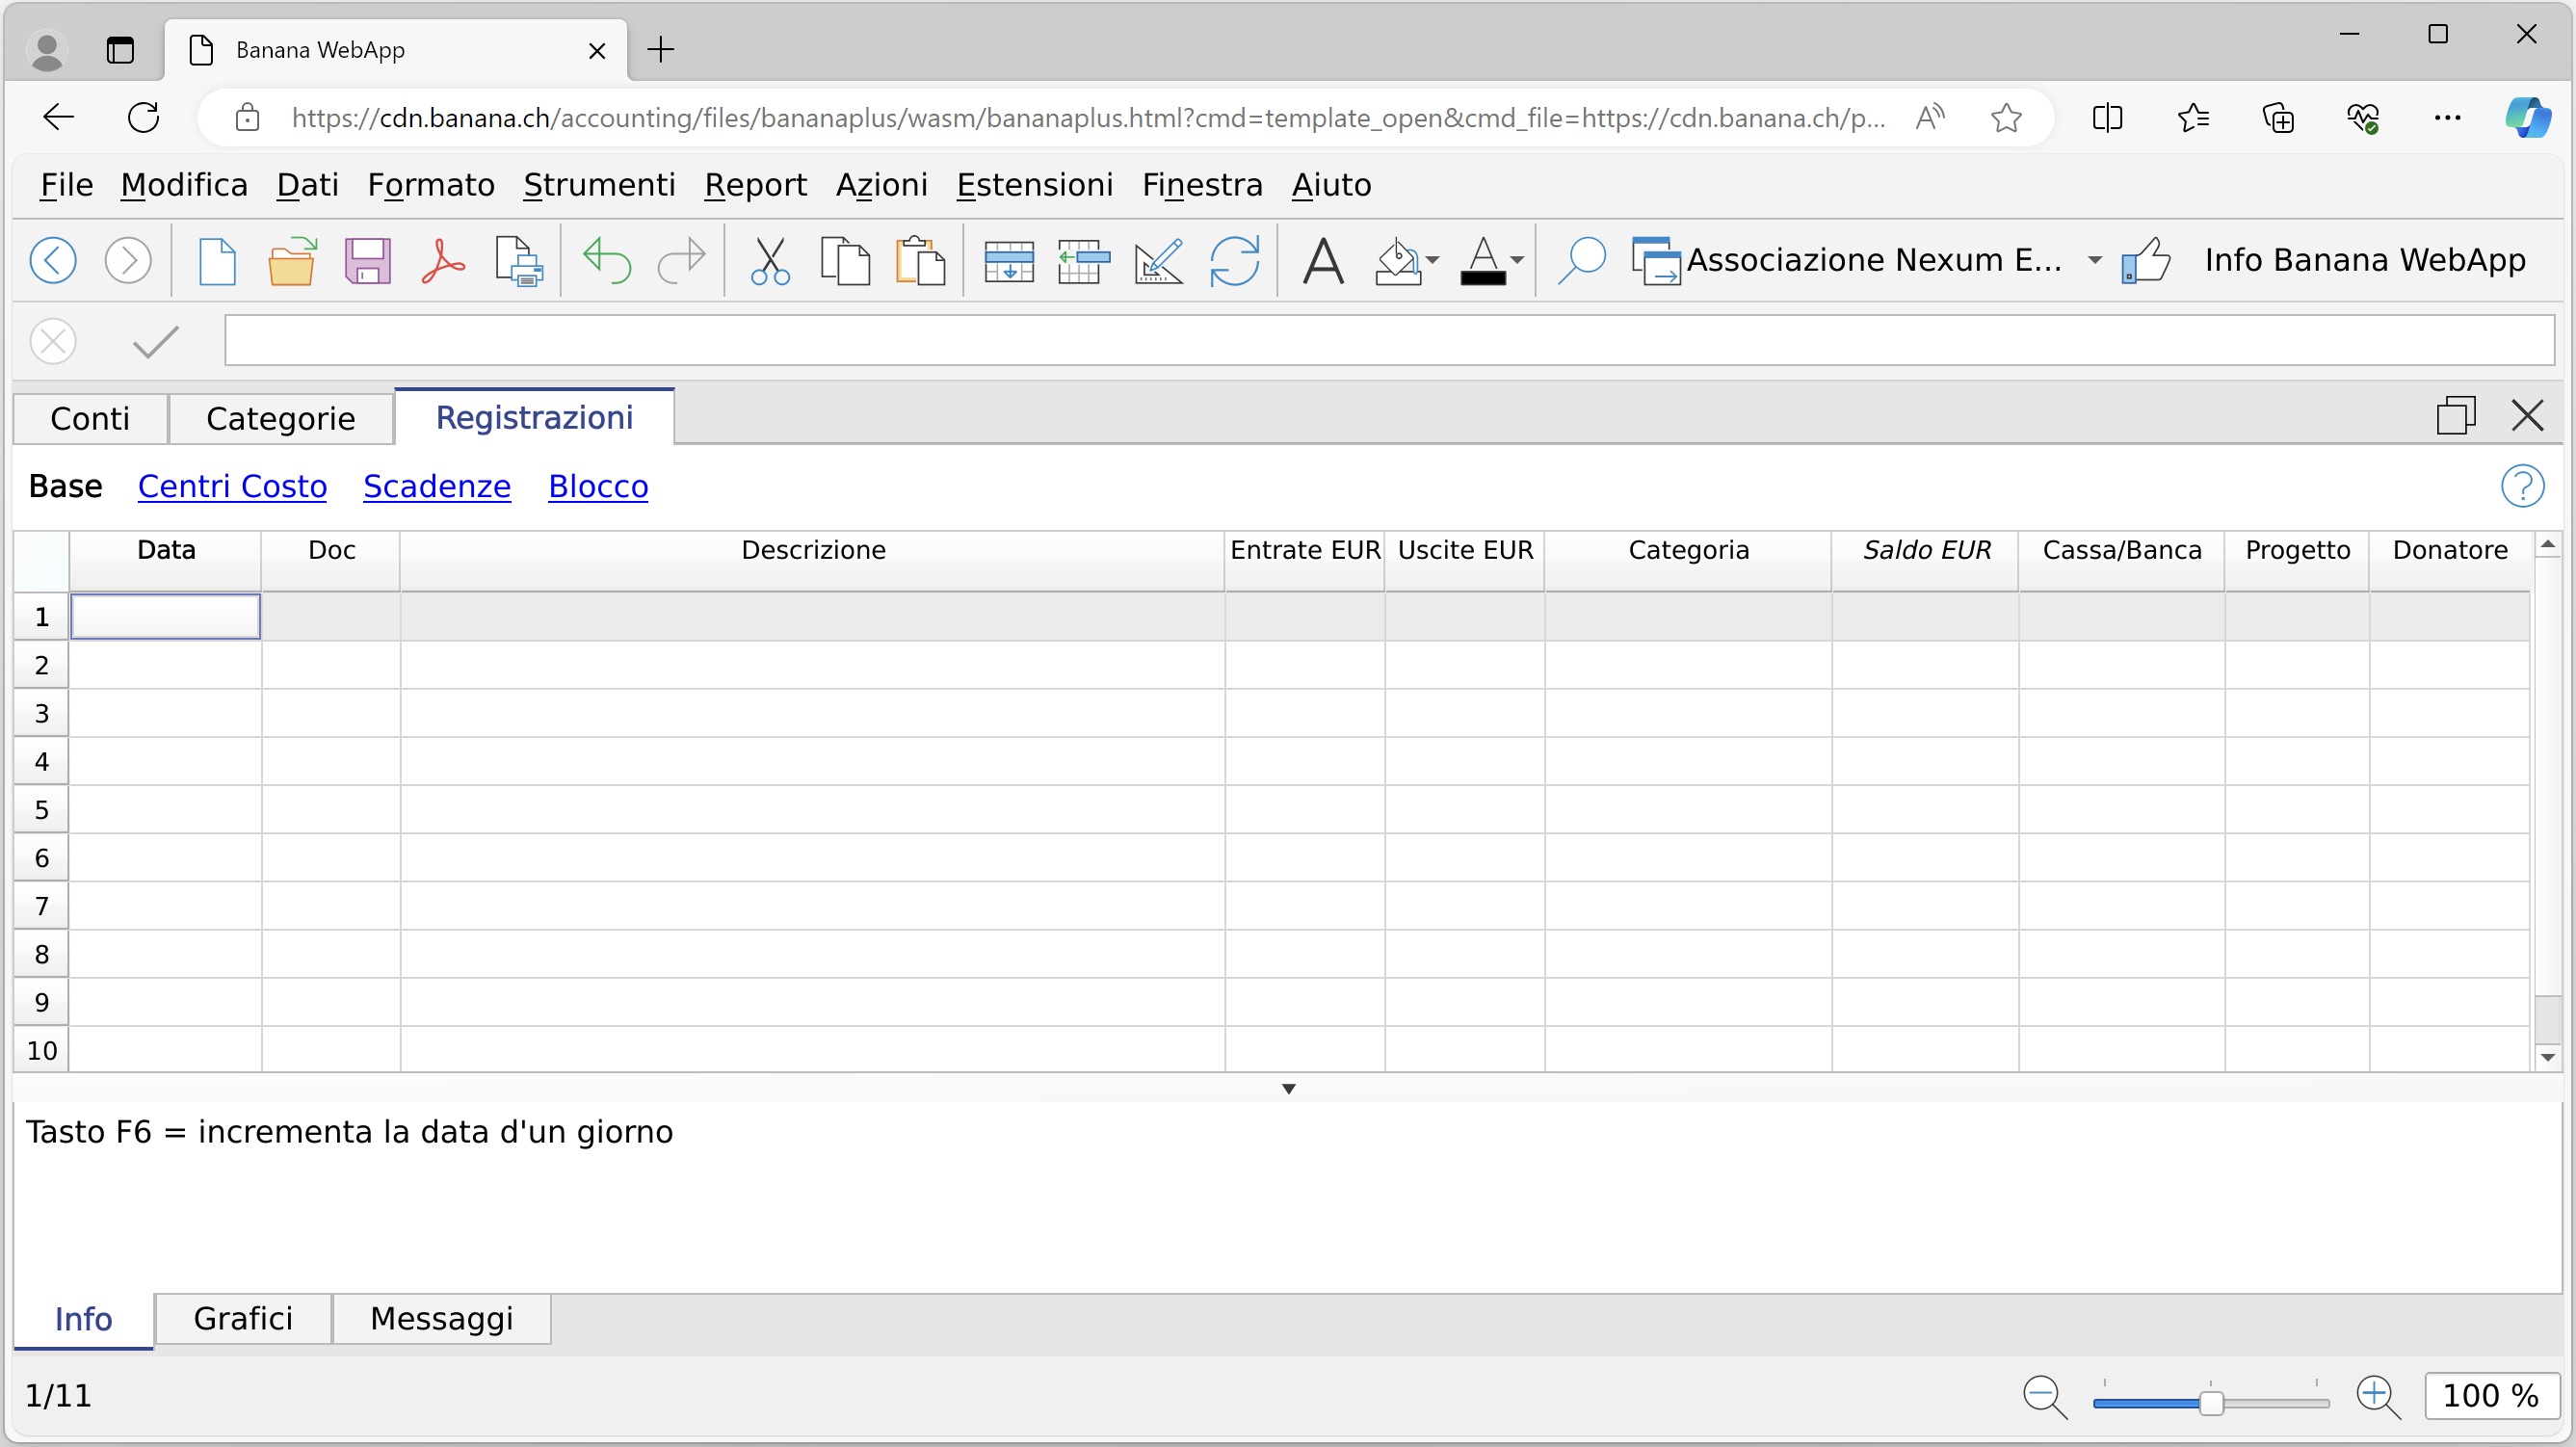 Banana WebApp
https://cdn.banana.ch/accounting/files/bananaplus/wasm/bananaplus.html?cmd=template_open&cmd_file=https://cdn.banana.ch/p...
File Modifica Dati Formato Strumenti Report Azioni Estensioni Finestra Aiuto
Associazione Nexum E... Info Banana WebApp
Conti Categorie Registrazioni
Base Centri Costo Scadenze Blocco
Data Doc Descrizione Entrate EUR Uscite EUR Categoria Saldo EUR Cassa/Banca Progetto Donatore
1
2
3
4
5
6
7
8
9
10
Tasto F6 = incrementa la data d'un giorno
Info Grafici Messaggi
1/11 100 %